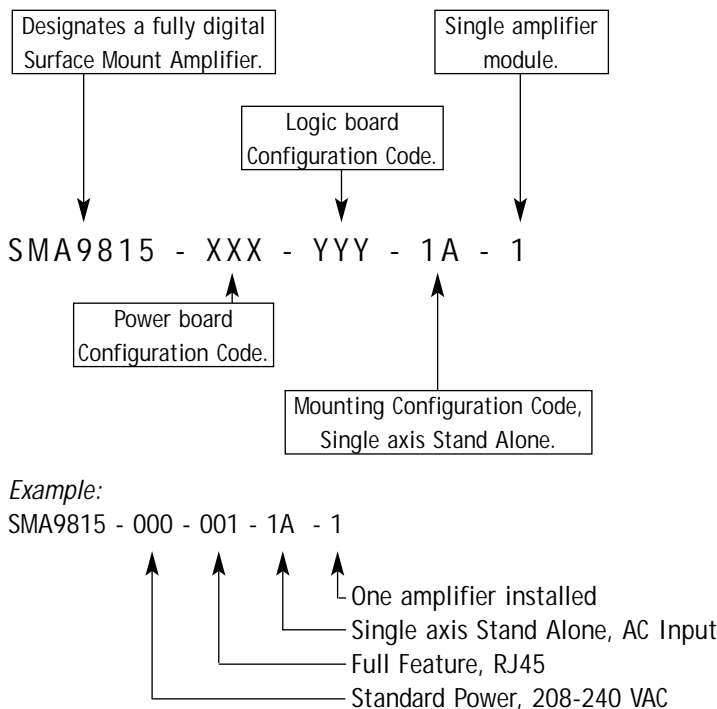 Designates a fully digital
Surface Mount Amplifier.
Single amplifier
module.
Logic board
Configuration Code.
SMA9815 - XXX - YYY - 1A - 1
Power board
Configuration Code.
Mounting Configuration Code,
Single axis Stand Alone.
Example:
SMA9815 - 000 - 001 - 1A - 1
One amplifier installed
Single axis Stand Alone, AC Input
Full Feature, RJ45
Standard Power, 208-240 VAC